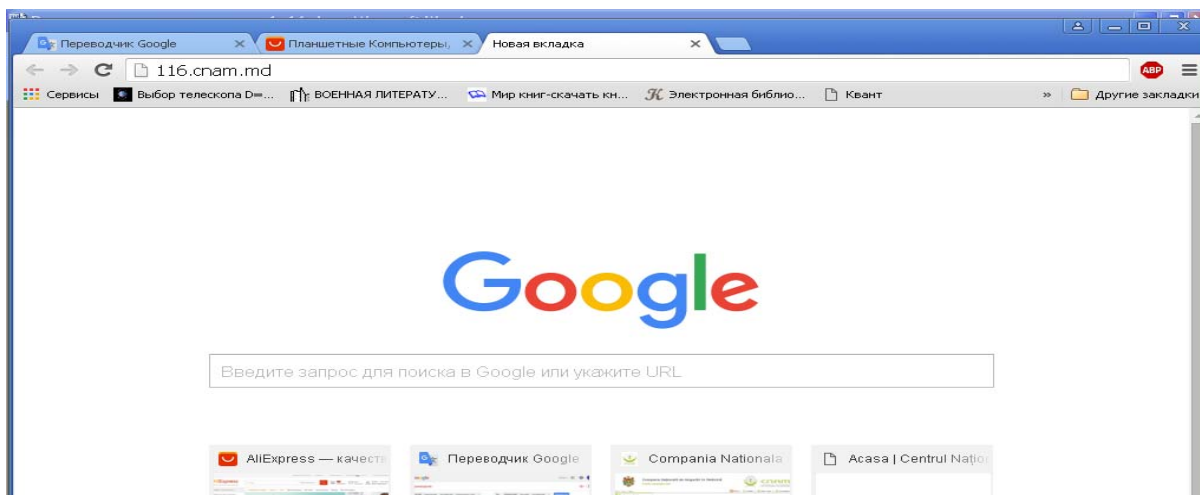 Переводчик Google
Планшетные Компьютеры,
Новая вкладка
116.cnam.md
ABP
Сервисы
Выбор телескопа D=...
ВОЕННАЯ ЛИТЕРАТУ...
Мир книг-скачать кн...
Электронная библио...
Квант
»
Другие закладки
Google
Введите запрос для поиска в Google или укажите URL
AliExpress — качеств
Переводчик Google
Compania Nationala
Acasa | Centrul Național